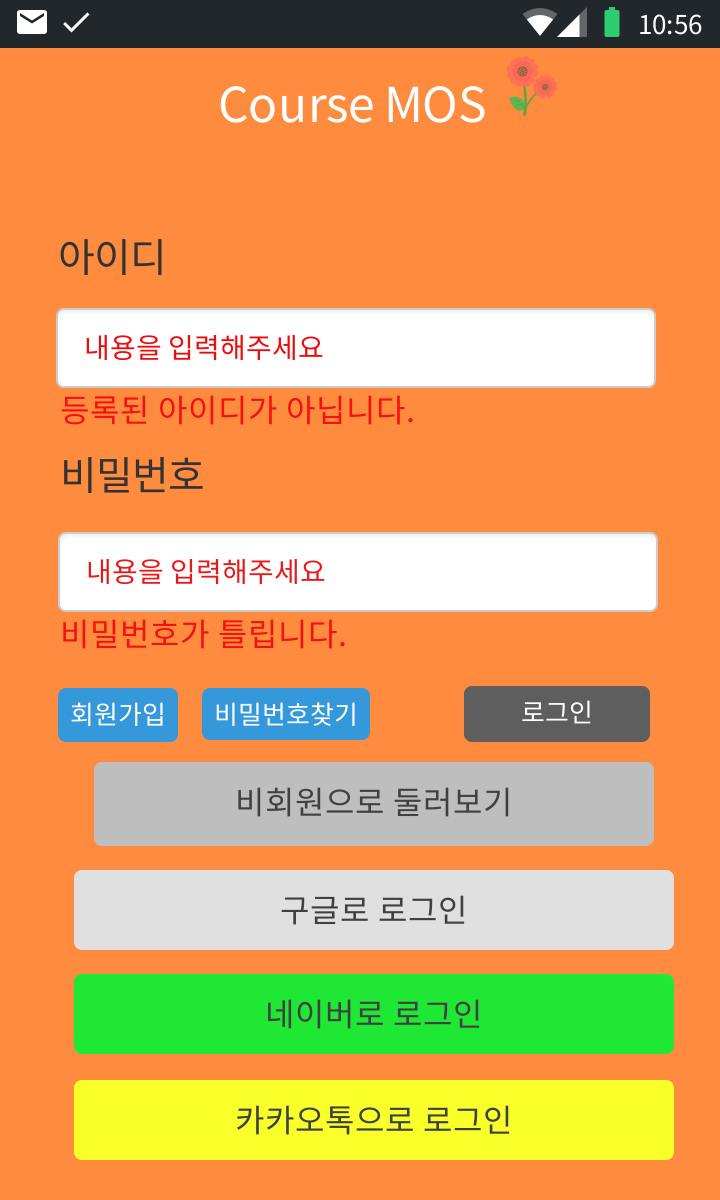 10:56
Course MOS
아이디
내용을 입력해주세요
등록된 아이디가 아닙니다.
비밀번호
내용을 입력해주세요
비밀번호가 틀립니다.
회원가입 비밀번호찾기 로그인
비회원으로 둘러보기
구글로 로그인
네이버로 로그인
카카오톡으로 로그인